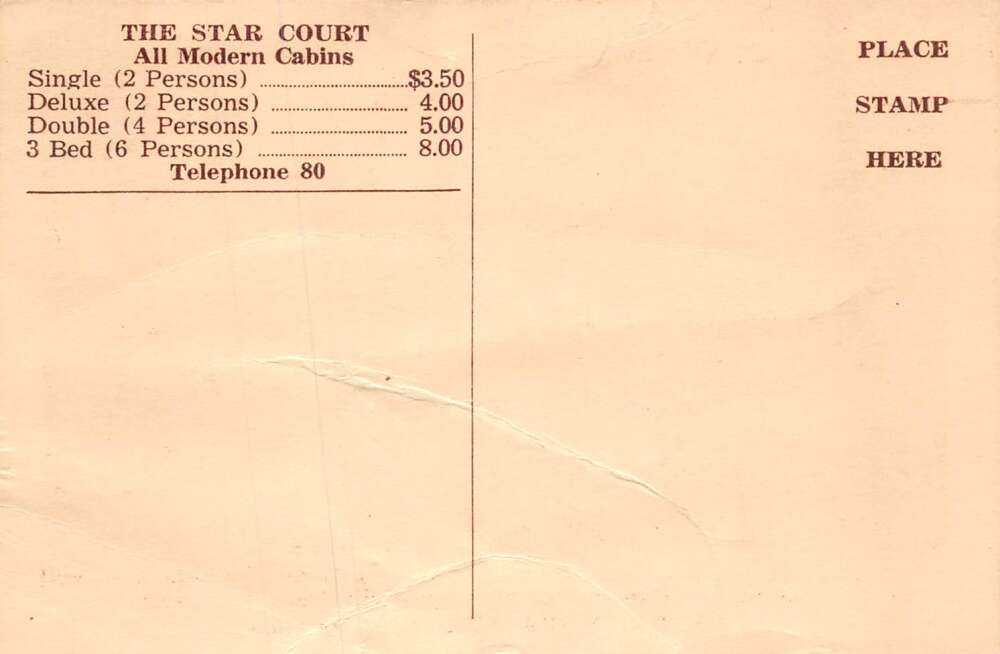 THE STAR COURT
All Modern Cabins
Single (2 Persons) ................................$3.50
Deluxe (2 Persons) .............................. 4.00
Double (4 Persons) .............................. 5.00
3 Bed (6 Persons) ................................. 8.00
Telephone 80
PLACE
STAMP
HERE